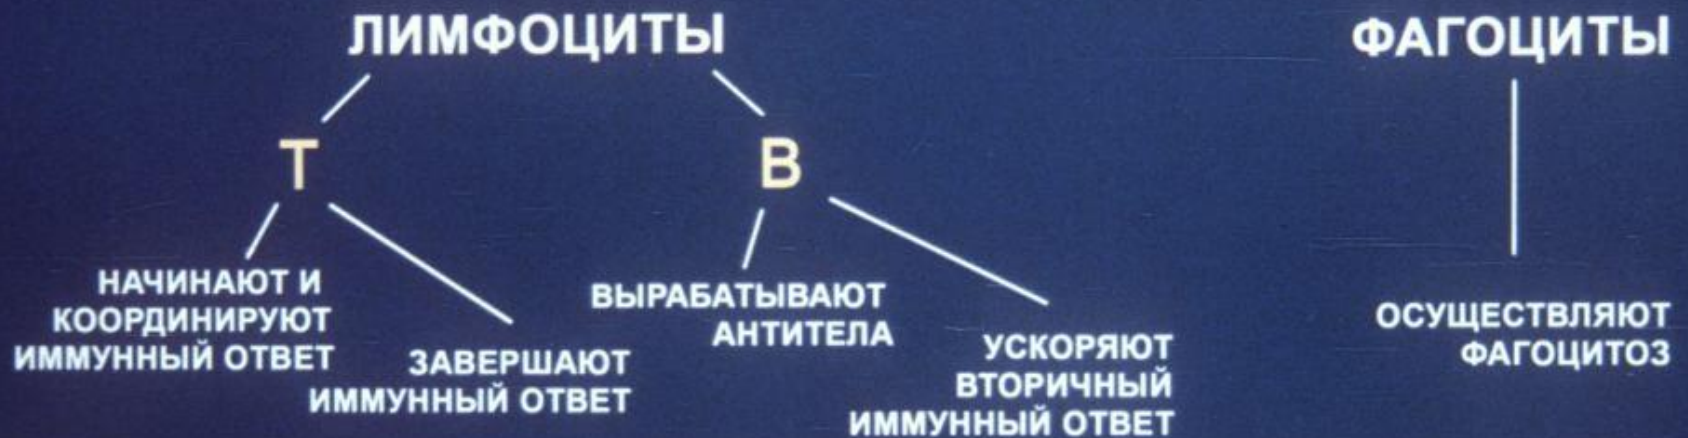 ЛИМФОЦИТЫ
Т
НАЧИНАЮТ И
КООРДИНИРУЮТ
ИММУННЫЙ ОТВЕТ
ЗАВЕРШАЮТ
ИММУННЫЙ ОТВЕТ
В
ВЫРАБАТЫВАЮТ
АНТИТЕЛА
УСКОРЯЮТ
ВТОРИЧНЫЙ
ИММУННЫЙ ОТВЕТ
ФАГОЦИТЫ
ОСУЩЕСТВЛЯЮТ
ФАГОЦИТОЗ